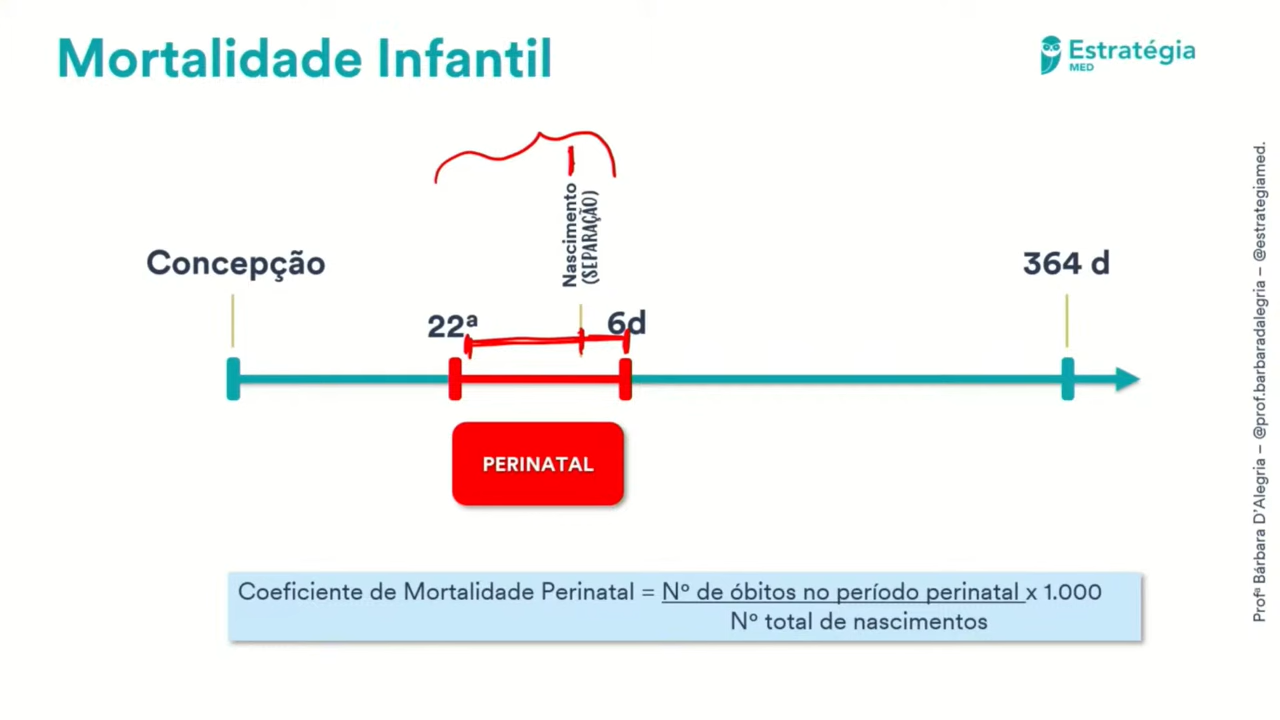 Mortalidade Infantil
Estratégia
MED
Nascimento
(SEPARAÇÃO)
Concepção
364 d
22ª
6d
PERINATAL
Coeficiente de Mortalidade Perinatal = Nº de óbitos no período perinatal x 1.000
Nº total de nascimentos
Profª Bárbara D'Alegria – @prof.barbaradalegria – @estrategiamed.